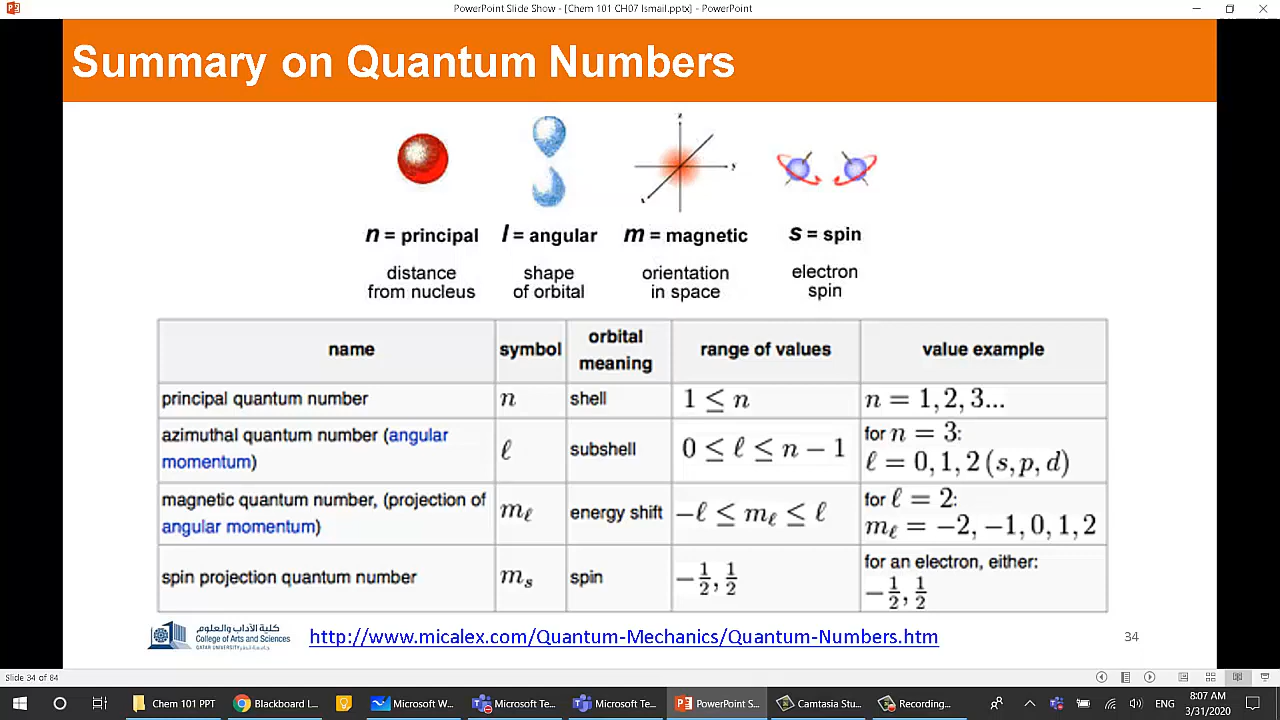 PowerPoint Slide Show - [Chem 101 CH07 Ismail.pptx] - PowerPoint
Summary on Quantum Numbers
z
y
n = principal
l = angular
m = magnetic
s = spin
distance
from nucleus
shape
of orbital
orientation
in space
electron
spin
name symbol orbital meaning range of values value example
principal quantum number n shell 1 ≤ n n = 1, 2, 3...
azimuthal quantum number (angular momentum) ℓ subshell 0 ≤ ℓ ≤ n − 1 for n = 3:
ℓ = 0, 1, 2 (s, p, d)
magnetic quantum number, (projection of angular momentum) mℓ energy shift −ℓ ≤ mℓ ≤ ℓ for ℓ = 2:
mℓ = −2, −1, 0, 1, 2
spin projection quantum number ms spin −1/2, 1/2 for an electron, either:
−1/2, 1/2
كلية الآداب والعلوم
College of Arts and Sciences
QATAR UNIVERSITY جامعة قطر
http://www.micalex.com/Quantum-Mechanics/Quantum-Numbers.htm
34
Slide 34 of 84
Chem 101 PPT
Blackboard L...
Microsoft W...
Microsoft Te...
Microsoft Te...
PowerPoint S...
Camtasia Stu...
Recording...
ENG
8:07 AM
3/31/2020